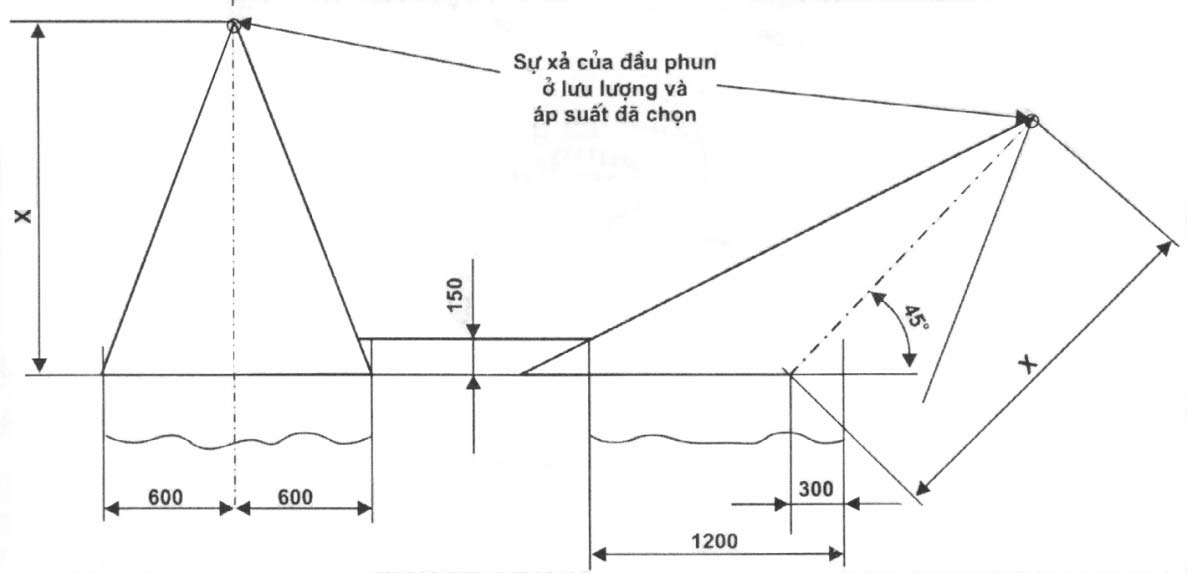 Sự xả của đầu phun
ở lưu lượng và
áp suất đã chọn
X
150
45°
X
600
600
300
1200